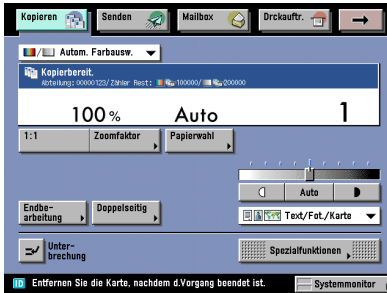 Kopieren Senden Mailbox Drckauftr.
Autom. Farbausw.
Kopierbereit.
Abteilung: 00000123/Zähler Rest: 100000/ 200000
100 % Auto 1
1:1 Zoomfaktor Papierwahl
Auto
Endbe-
arbeitung
Doppelseitig
Text/Fot./Karte
Unter-
brechung
Spezialfunktionen
ID Entfernen Sie die Karte, nachdem d.Vorgang beendet ist. Systemmonitor